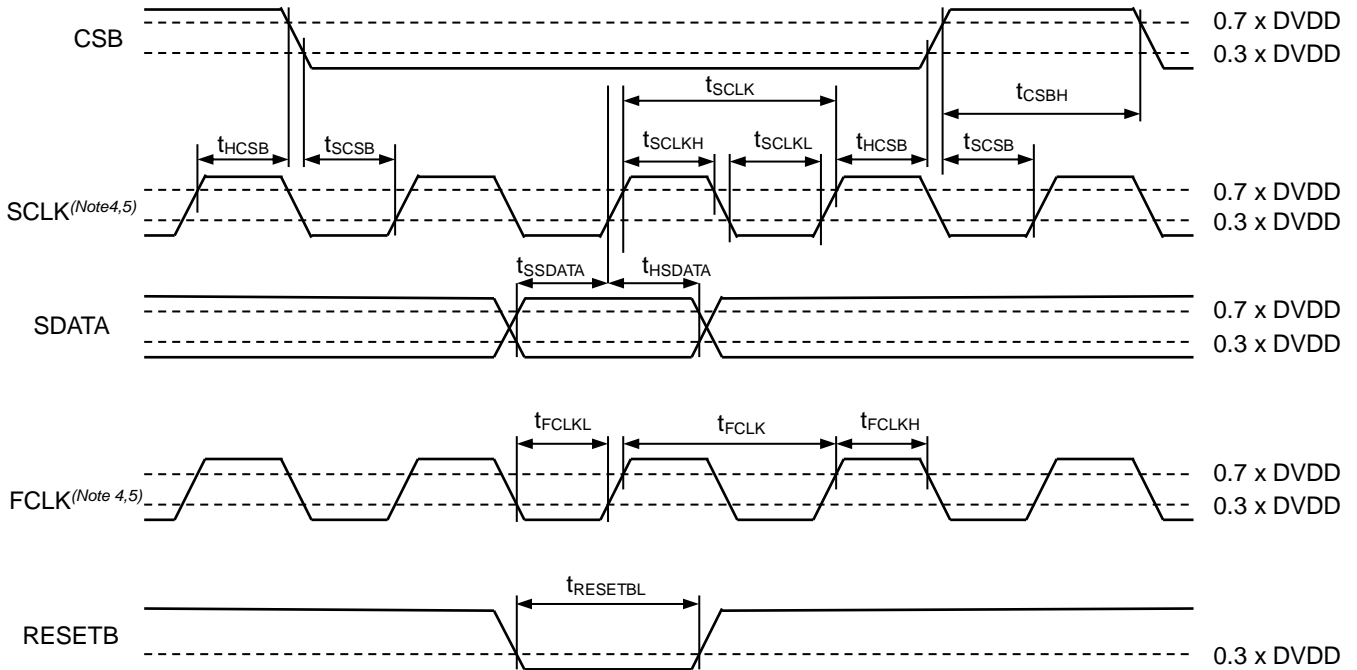 CSB
0.7 x DVDD
0.3 x DVDD
tSCLK
tCSBH
tHCSB
tSCSB
tSCLKH
tSCLKL
tHCSB
tSCSB
SCLK(Note4,5)
0.7 x DVDD
0.3 x DVDD
tSSDATA
tHSDATA
SDATA
0.7 x DVDD
0.3 x DVDD
tFCLKL
tFCLK
tFCLKH
FCLK(Note 4,5)
0.7 x DVDD
0.3 x DVDD
tRESETBL
RESETB
0.3 x DVDD